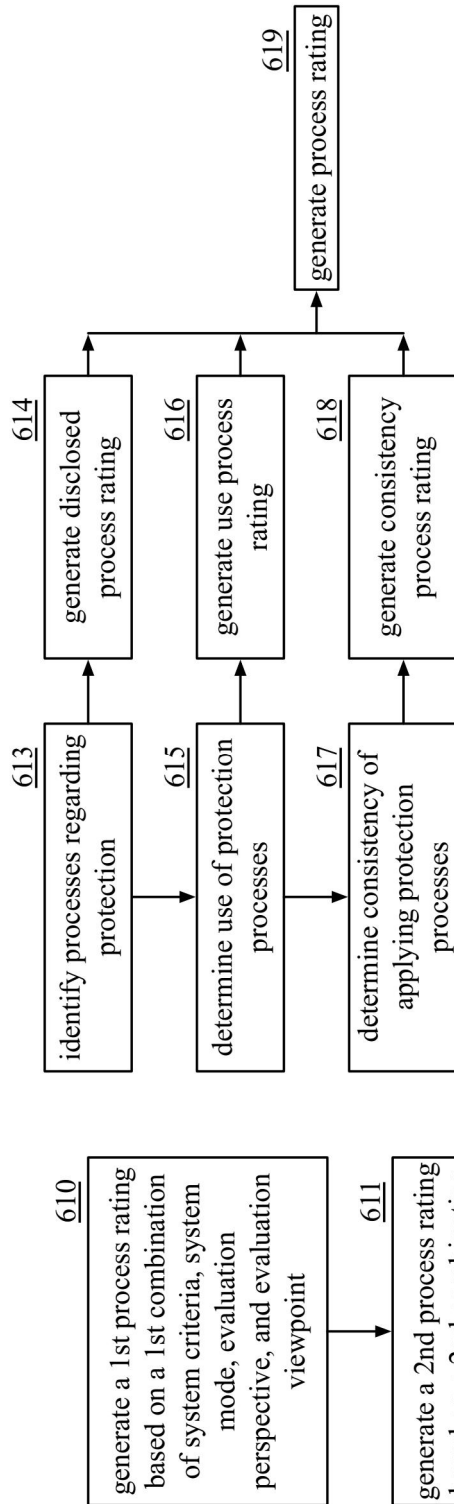 610
generate a 1st process rating
based on a 1st combination
of system criteria, system
mode, evaluation
perspective, and evaluation
viewpoint
611
generate a 2nd process rating
613
identify processes regarding
protection
614
generate disclosed
process rating
615
determine use of protection
processes
616
generate use process
rating
617
determine consistency of
applying protection
processes
618
generate consistency
process rating
619
generate process rating